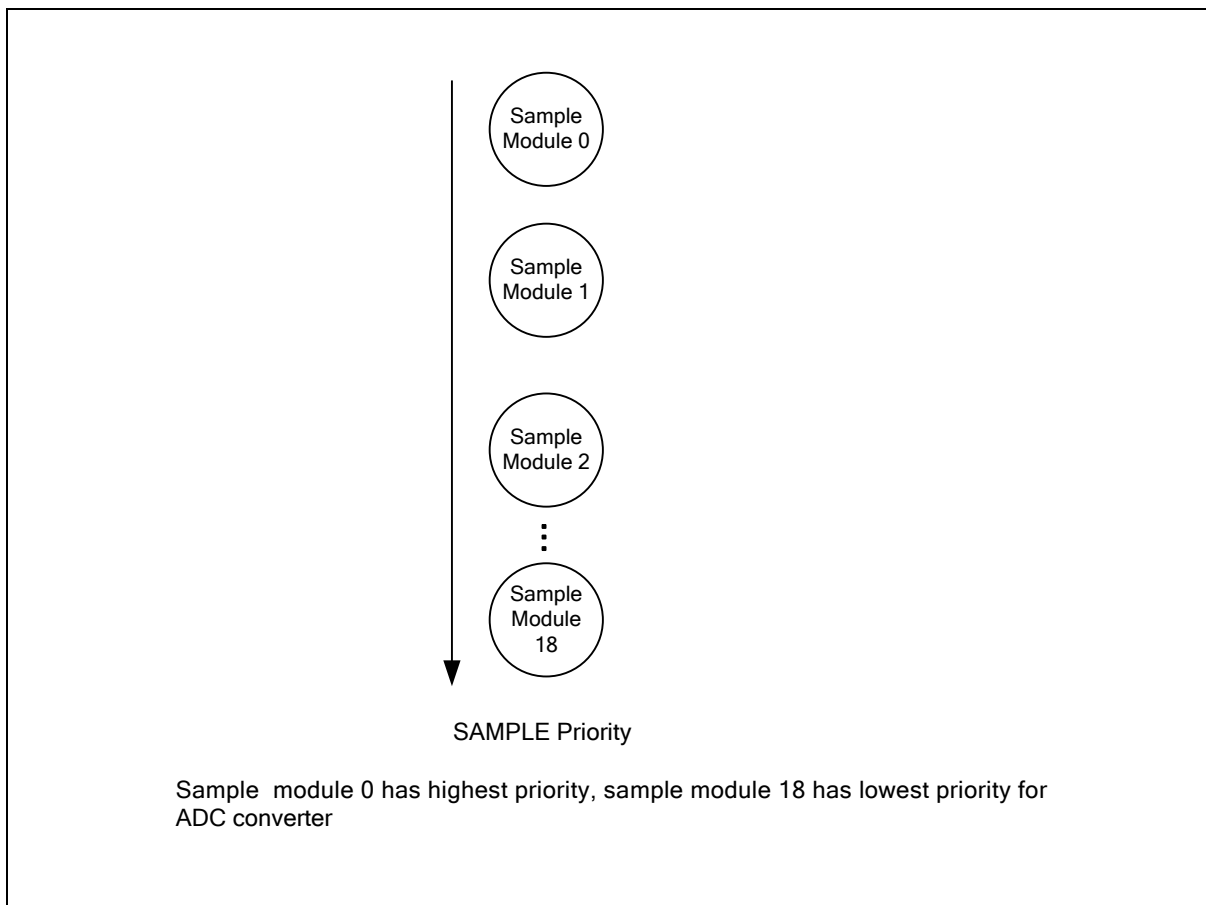 Sample
Module 0
Sample
Module 1
Sample
Module 2
Sample
Module
18
SAMPLE Priority
Sample module 0 has highest priority, sample module 18 has lowest priority for
ADC converter